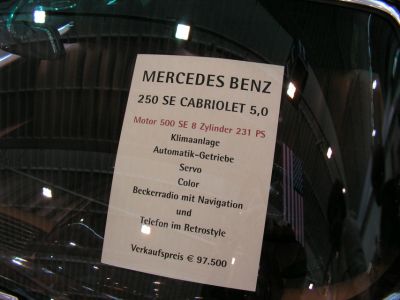 MERCEDES BENZ
250 SE CABRIOLET 5,0
Motor 500 SE 8 Zylinder 231 PS
Klimaanlage
Automatik-Getriebe
Servo
Color
Beckerradio mit Navigation
und
Telefon im Retrostyle
Verkaufspreis € 97.500